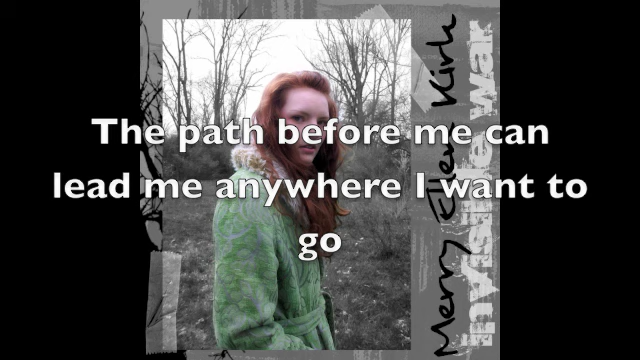 The path before me can
lead me anywhere I want to
go
Merry Ellen Kirk
invisible war